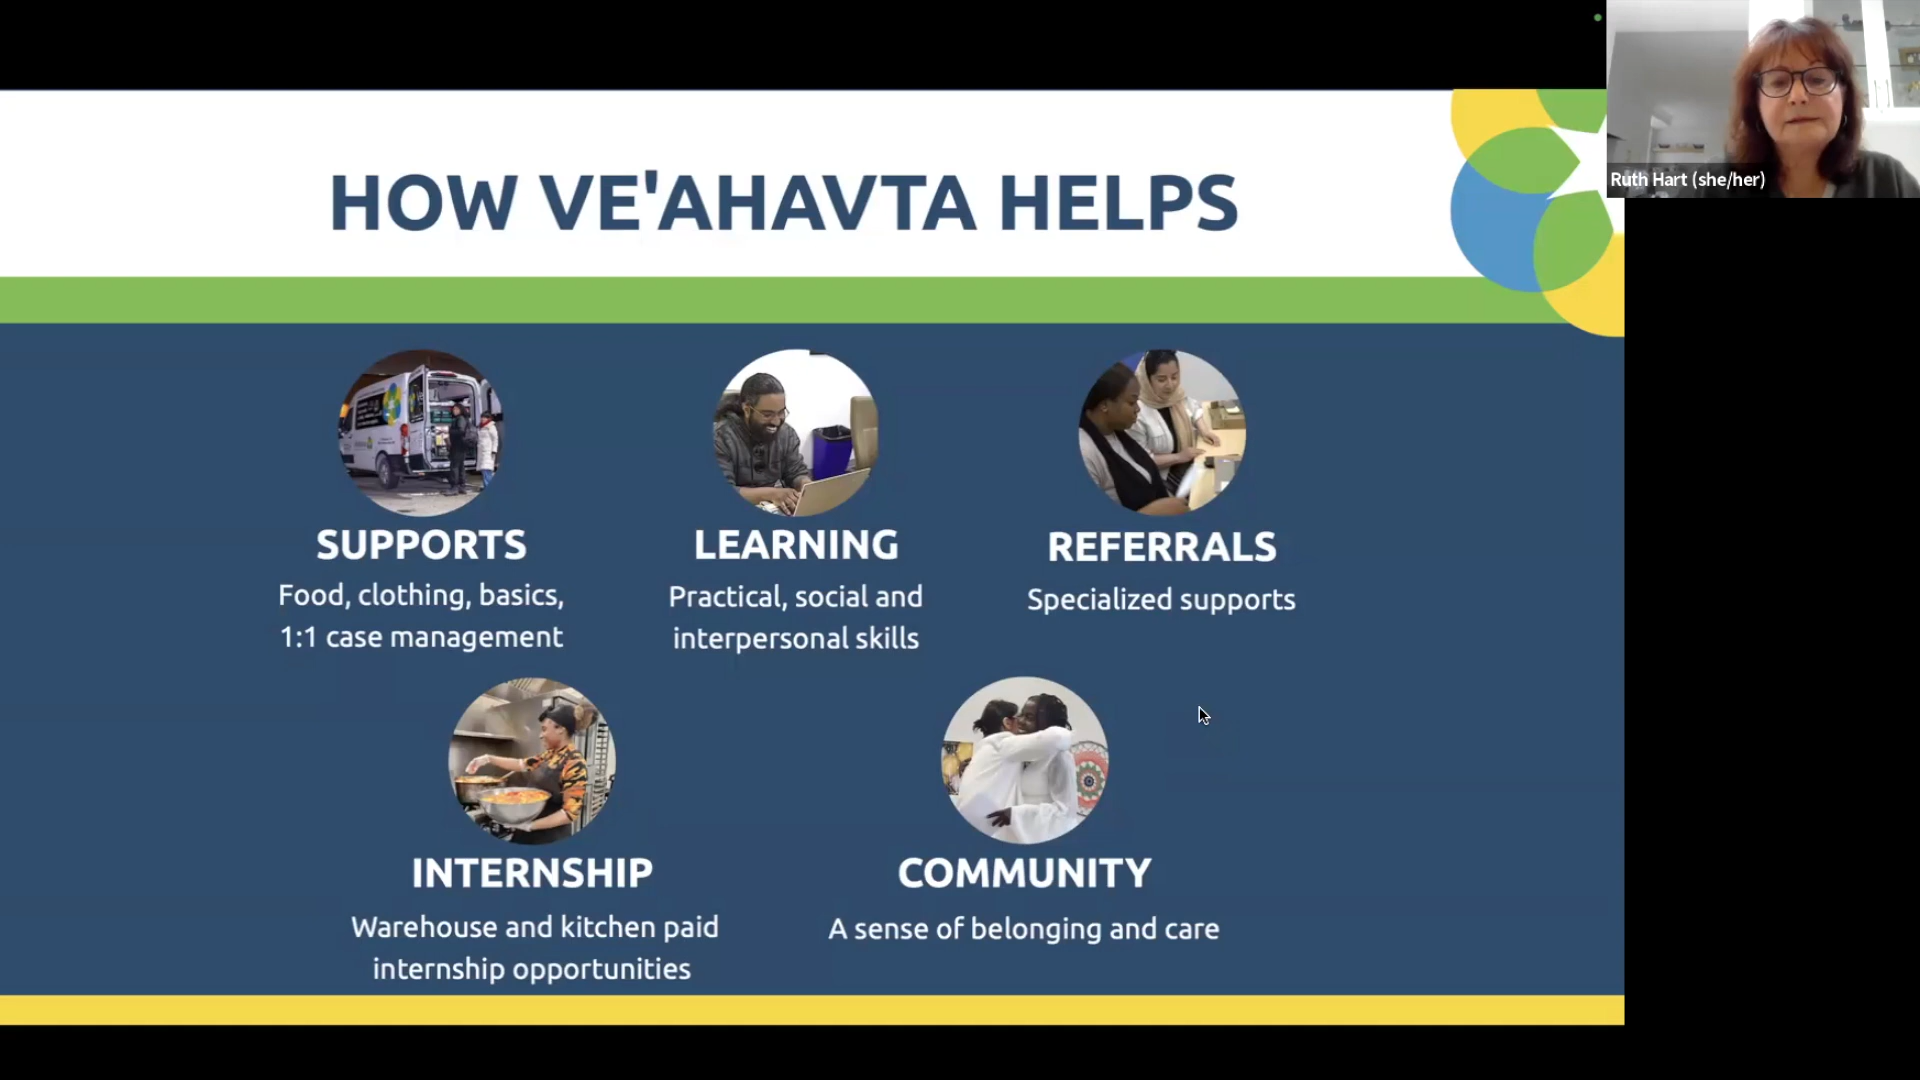 HOW VE'AHAVTA HELPS
Ruth Hart (she/her)
SUPPORTS
Food, clothing, basics,
1:1 case management
LEARNING
Practical, social and
interpersonal skills
REFERRALS
Specialized supports
INTERNSHIP
Warehouse and kitchen paid
internship opportunities
COMMUNITY
A sense of belonging and care